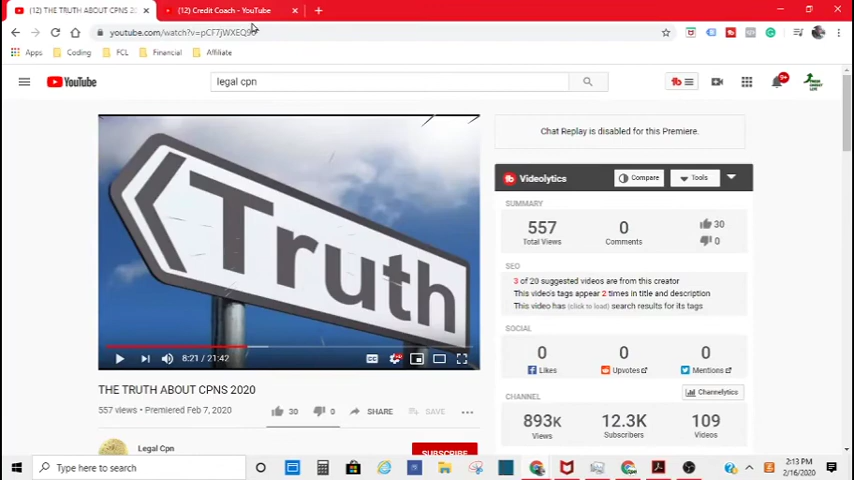 (12) THE TRUTH ABOUT CPNS 2
(12) Credit Coach - YouTube
youtube.com/watch?v=pCF7jWXEQ9
Apps
FCL
Financial
Affiliate
YouTube
legal cpn
9+
Truth
8:21 / 21:42
CC
THE TRUTH ABOUT CPNS 2020
557 views • Premiered Feb 7, 2020
30
0
SHARE
SAVE
Legal Cpn
SUBSCRIBE
Chat Replay is disabled for this Premiere.
Videolytics
Compare
Tools
SUMMARY
557
Total Views
0
Comments
30
0
SEO
3 of 20 suggested videos are from this creator
This video's tags appear 2 times in title and description
This video has (click to load) search results for its tags
SOCIAL
0
Likes
0
Upvotes
0
Mentions
CHANNEL
Channelytics
893K
Views
12.3K
Subscribers
109
Videos
Type here to search
2:13 PM
2/16/2020